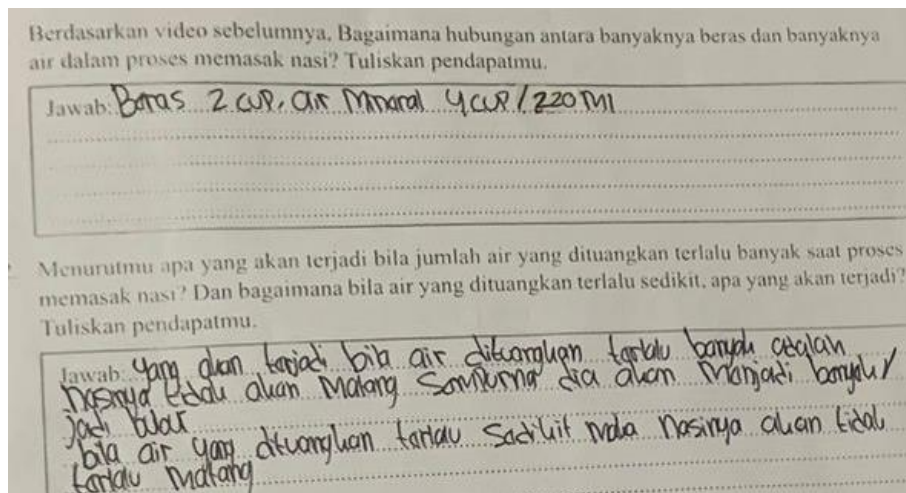 Berdasarkan video sebelumnya, Bagaimana hubungan antara banyaknya beras dan banyaknya
air dalam proses memasak nasi? Tuliskan pendapatmu.
Jawab: Beras 2 cup, air Mineral 4 cup / 220 Ml
Menurutmu apa yang akan terjadi bila jumlah air yang dituangkan terlalu banyak saat proses
memasak nasi? Dan bagaimana bila air yang dituangkan terlalu sedikit, apa yang akan terjadi?
Tuliskan pendapatmu.
Jawab: yang akan terjadi bila air dituangkan terlalu banyak adalah
nasinya tidak akan Matang Sempurna dia akan Menjadi /
jadi bubur
bila air yang dituangkan terlalu Sedikit Maka nasinya akan tidak
terlalu Matang